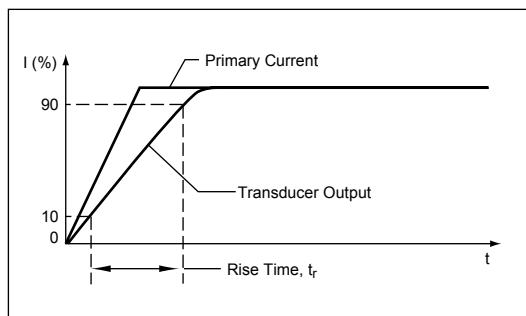 I (%)
Primary Current
90
Transducer Output
10
0
t
Rise Time, tr